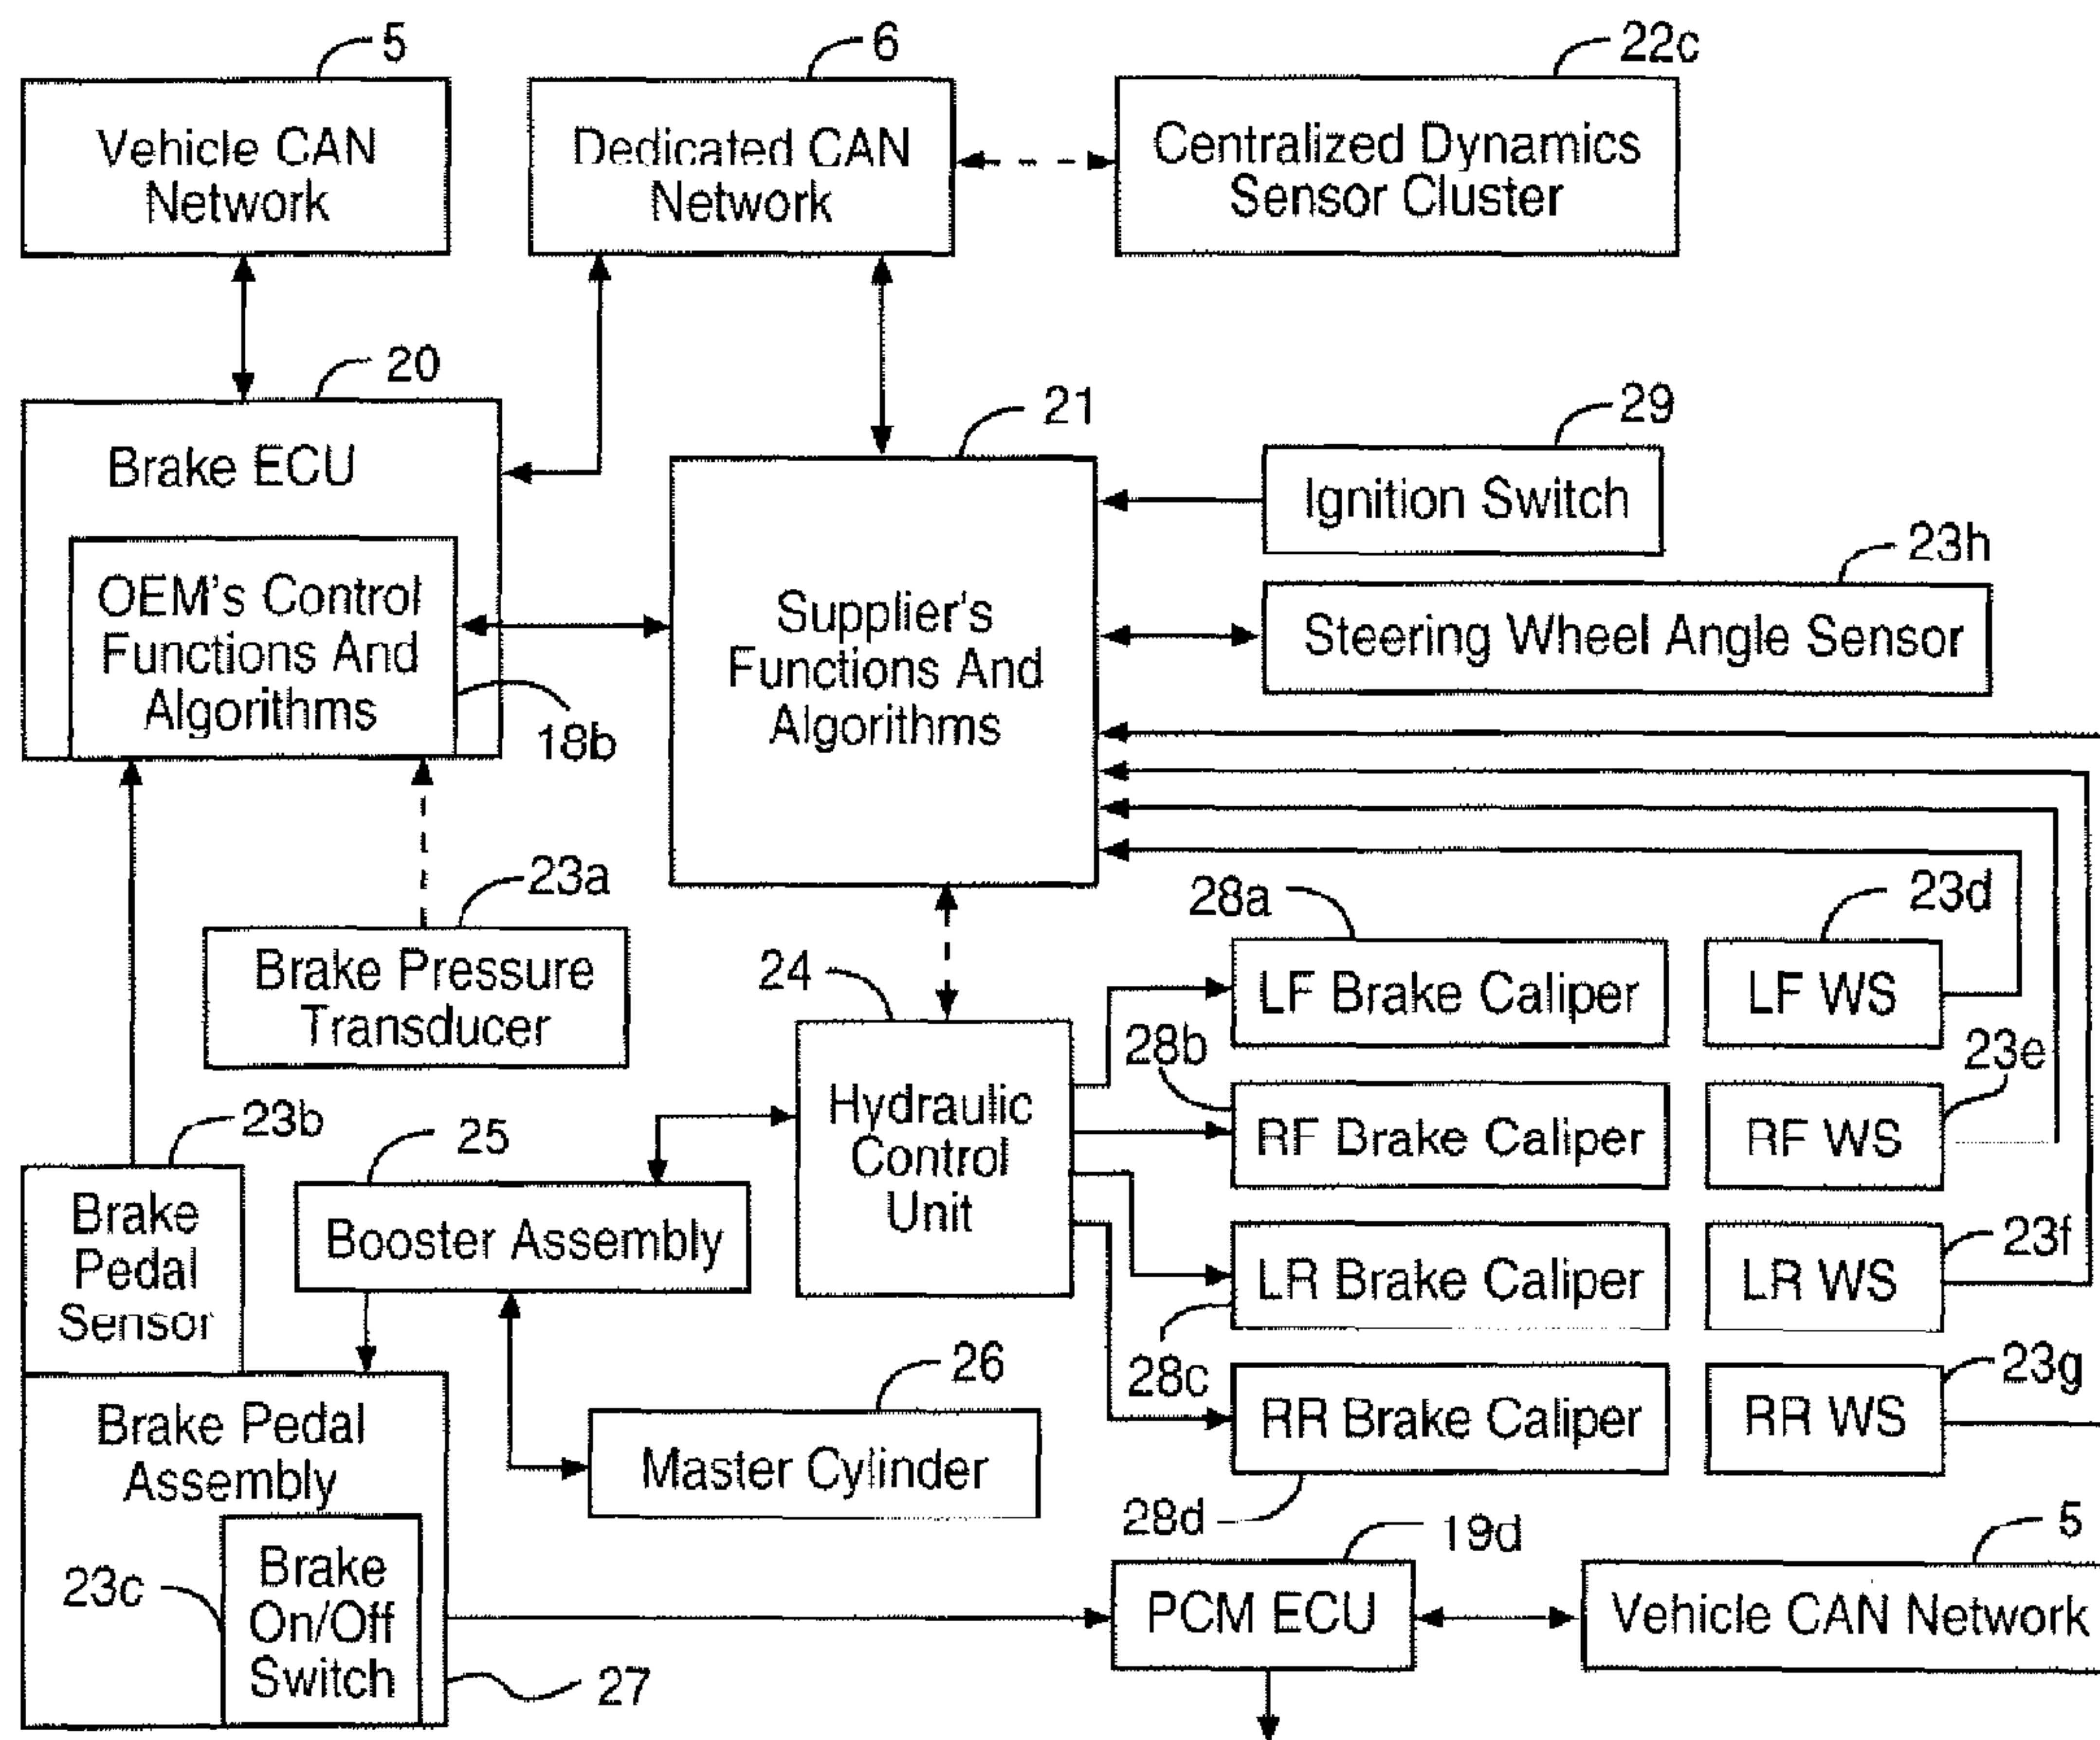 5
6
22c
Vehicle CAN
Network
Dedicated CAN
Network
Centralized Dynamics
Sensor Cluster
20
21
29
Brake ECU
Ignition Switch
23h
OEM's Control
Functions And
Algorithms
Supplier's
Functions And
Algorithms
Steering Wheel Angle Sensor
18b
23a
28a
23d
Brake Pressure
Transducer
24
LF Brake Caliper
LF WS
28b
23e
23b
25
Hydraulic
Control
Unit
RF Brake Caliper
RF WS
Brake
Pedal
Sensor
Booster Assembly
23f
LR Brake Caliper
LR WS
26
28c
23g
Brake Pedal
Assembly
Master Cylinder
RR Brake Caliper
RR WS
28d
19d
5
23c
Brake
On/Off
Switch
PCM ECU
Vehicle CAN Network
27